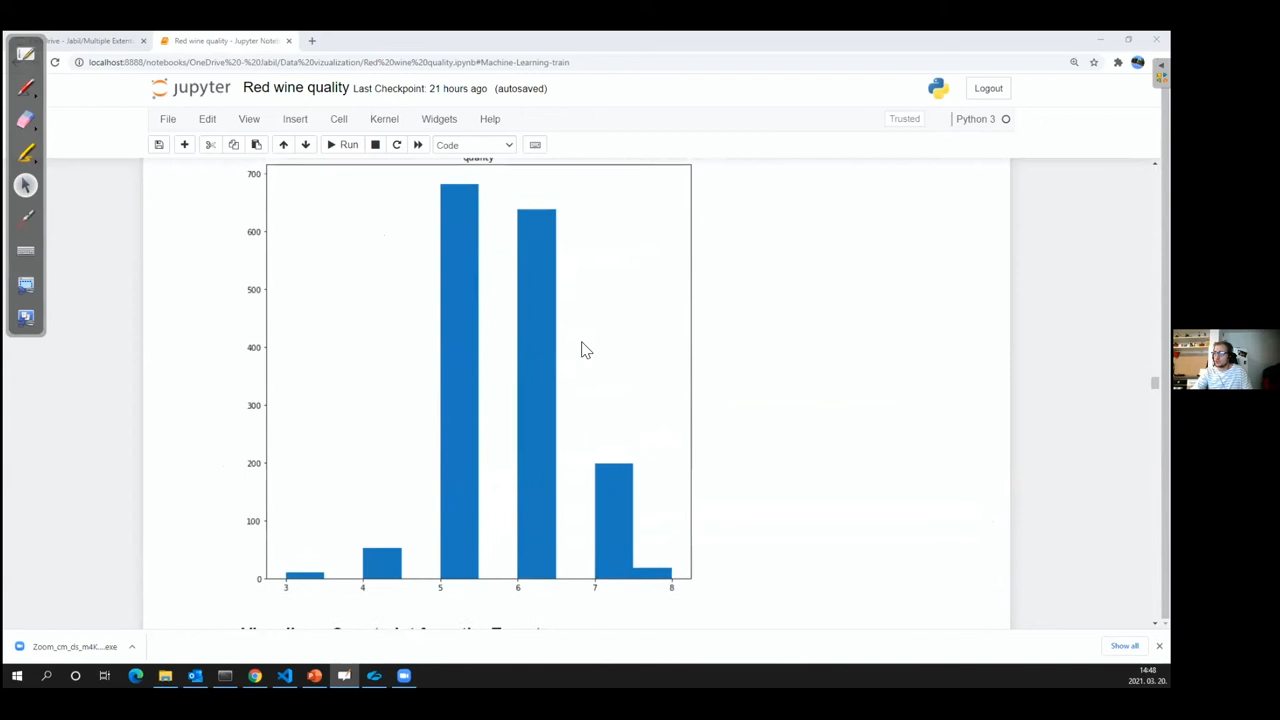 Drive - Jabil/Multiple Extent
Red wine quality - Jupyter Note
localhost:8888/notebooks/OneDrive%20-%20Jabil/Data%20vizualization/Red%20wine%20quality.ipynb#Machine-Learning-train
jupyter Red wine quality Last Checkpoint: 21 hours ago (autosaved)
Logout
File Edit View Insert Cell Kernel Widgets Help
Trusted
Python 3
Run
Code
quality
700
600
500
400
300
200
100
0
3 4 5 6 7 8
Zoom_cm_ds_m4K....exe
Show all
14:48
2021. 03. 20.